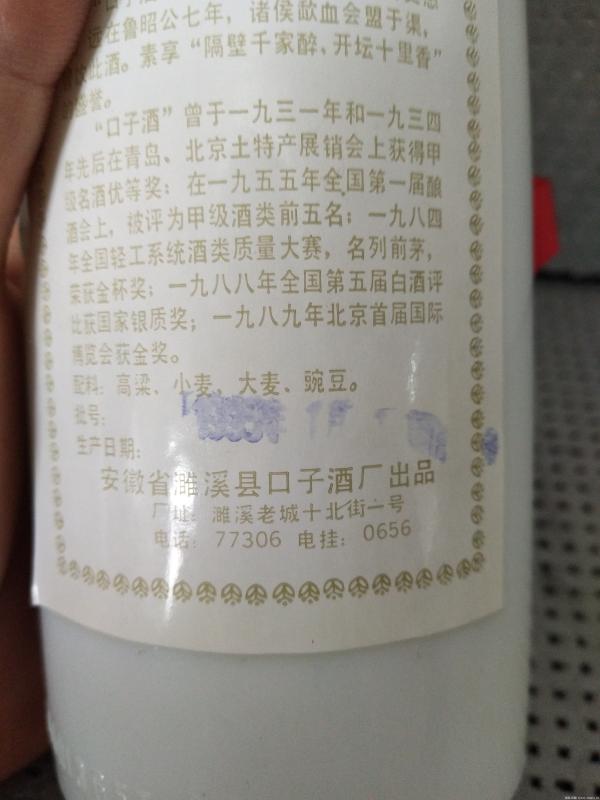 远在鲁昭公七年，诸侯歃血会盟于渠，
此酒。素享“隔壁千家醉，开坛十里香”
誉。
“口子酒”曾于一九三一年和一九三四
年先后在青岛、北京土特产展销会上获得甲
级名酒优等奖；在一九五五年全国第一届酿
酒会上，被评为甲级酒类前五名；一九八四
年全国轻工系统酒类质量大赛，名列前茅，
荣获金杯奖；一九八八年全国第五届白酒评
比获国家银质奖；一九八九年北京首届国际
博览会获金奖。
配料：高粱、小麦、大麦、豌豆。
批号：
生产日期：
安徽省濉溪县口子酒厂出品
厂址：濉溪老城十北街一号
电话：77306 电挂：0656